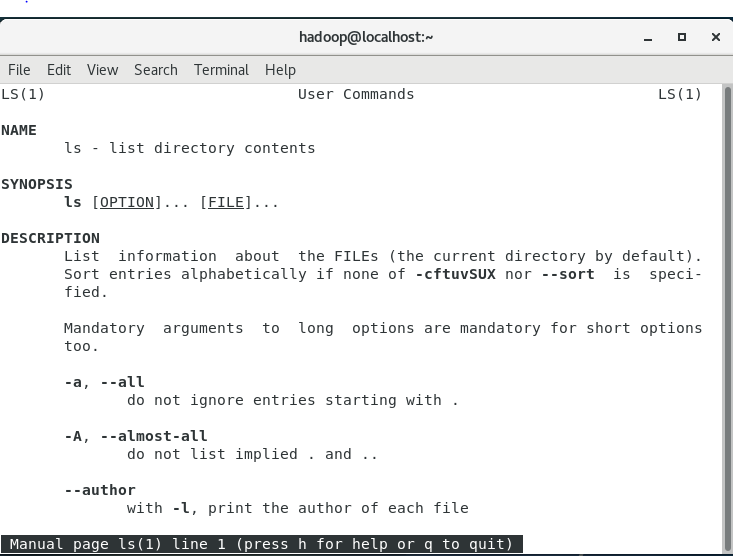 hadoop@localhost:~
File Edit View Search Terminal Help
LS(1) User Commands LS(1)
NAME
ls - list directory contents
SYNOPSIS
ls [OPTION]... [FILE]...
DESCRIPTION
List information about the FILEs (the current directory by default).
Sort entries alphabetically if none of -cftuvSUX nor --sort is speci-
fied.
Mandatory arguments to long options are mandatory for short options
too.
-a, --all
do not ignore entries starting with .
-A, --almost-all
do not list implied . and ..
--author
with -l, print the author of each file
Manual page ls(1) line 1 (press h for help or q to quit)